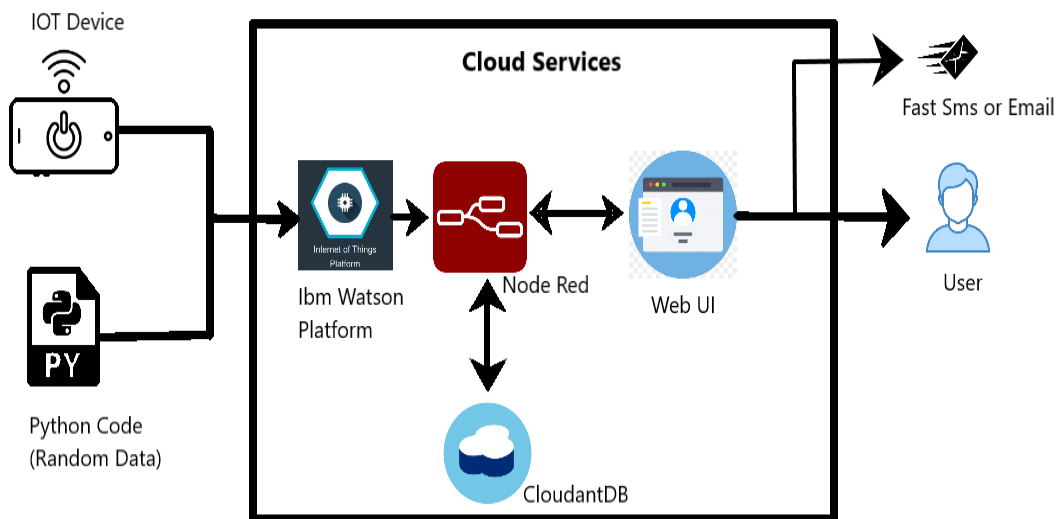 IOT Device
Cloud Services
Fast Sms or Email
Internet of Things
Platform
Ibm Watson
Platform
Node Red
Web UI
User
PY
Python Code
(Random Data)
CloudantDB